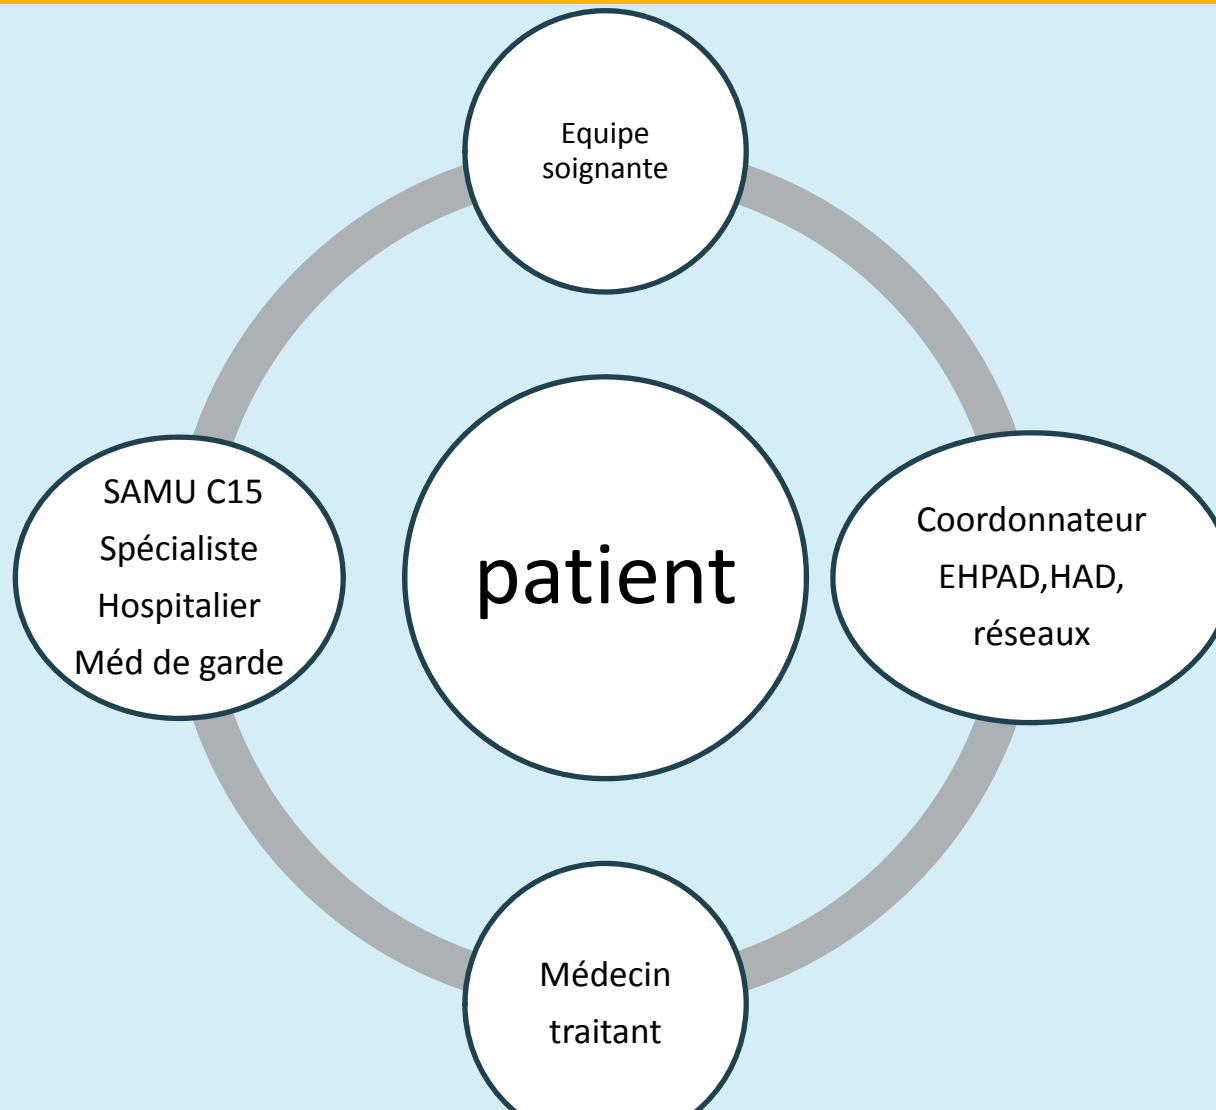 Equipe
soignante
SAMU C15
Spécialiste
Hospitalier
Méd de garde
patient
Coordonnateur
EHPAD,HAD,
réseaux
Médecin
traitant